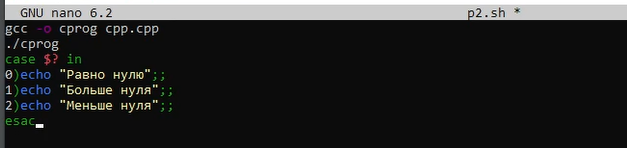 GNU nano 6.2 p2.sh *
gcc -o cprog cpp.cpp
./cprog
case $? in
0)echo "Равно нулю";;
1)echo "Больше нуля";;
2)echo "Меньше нуля";;
esac